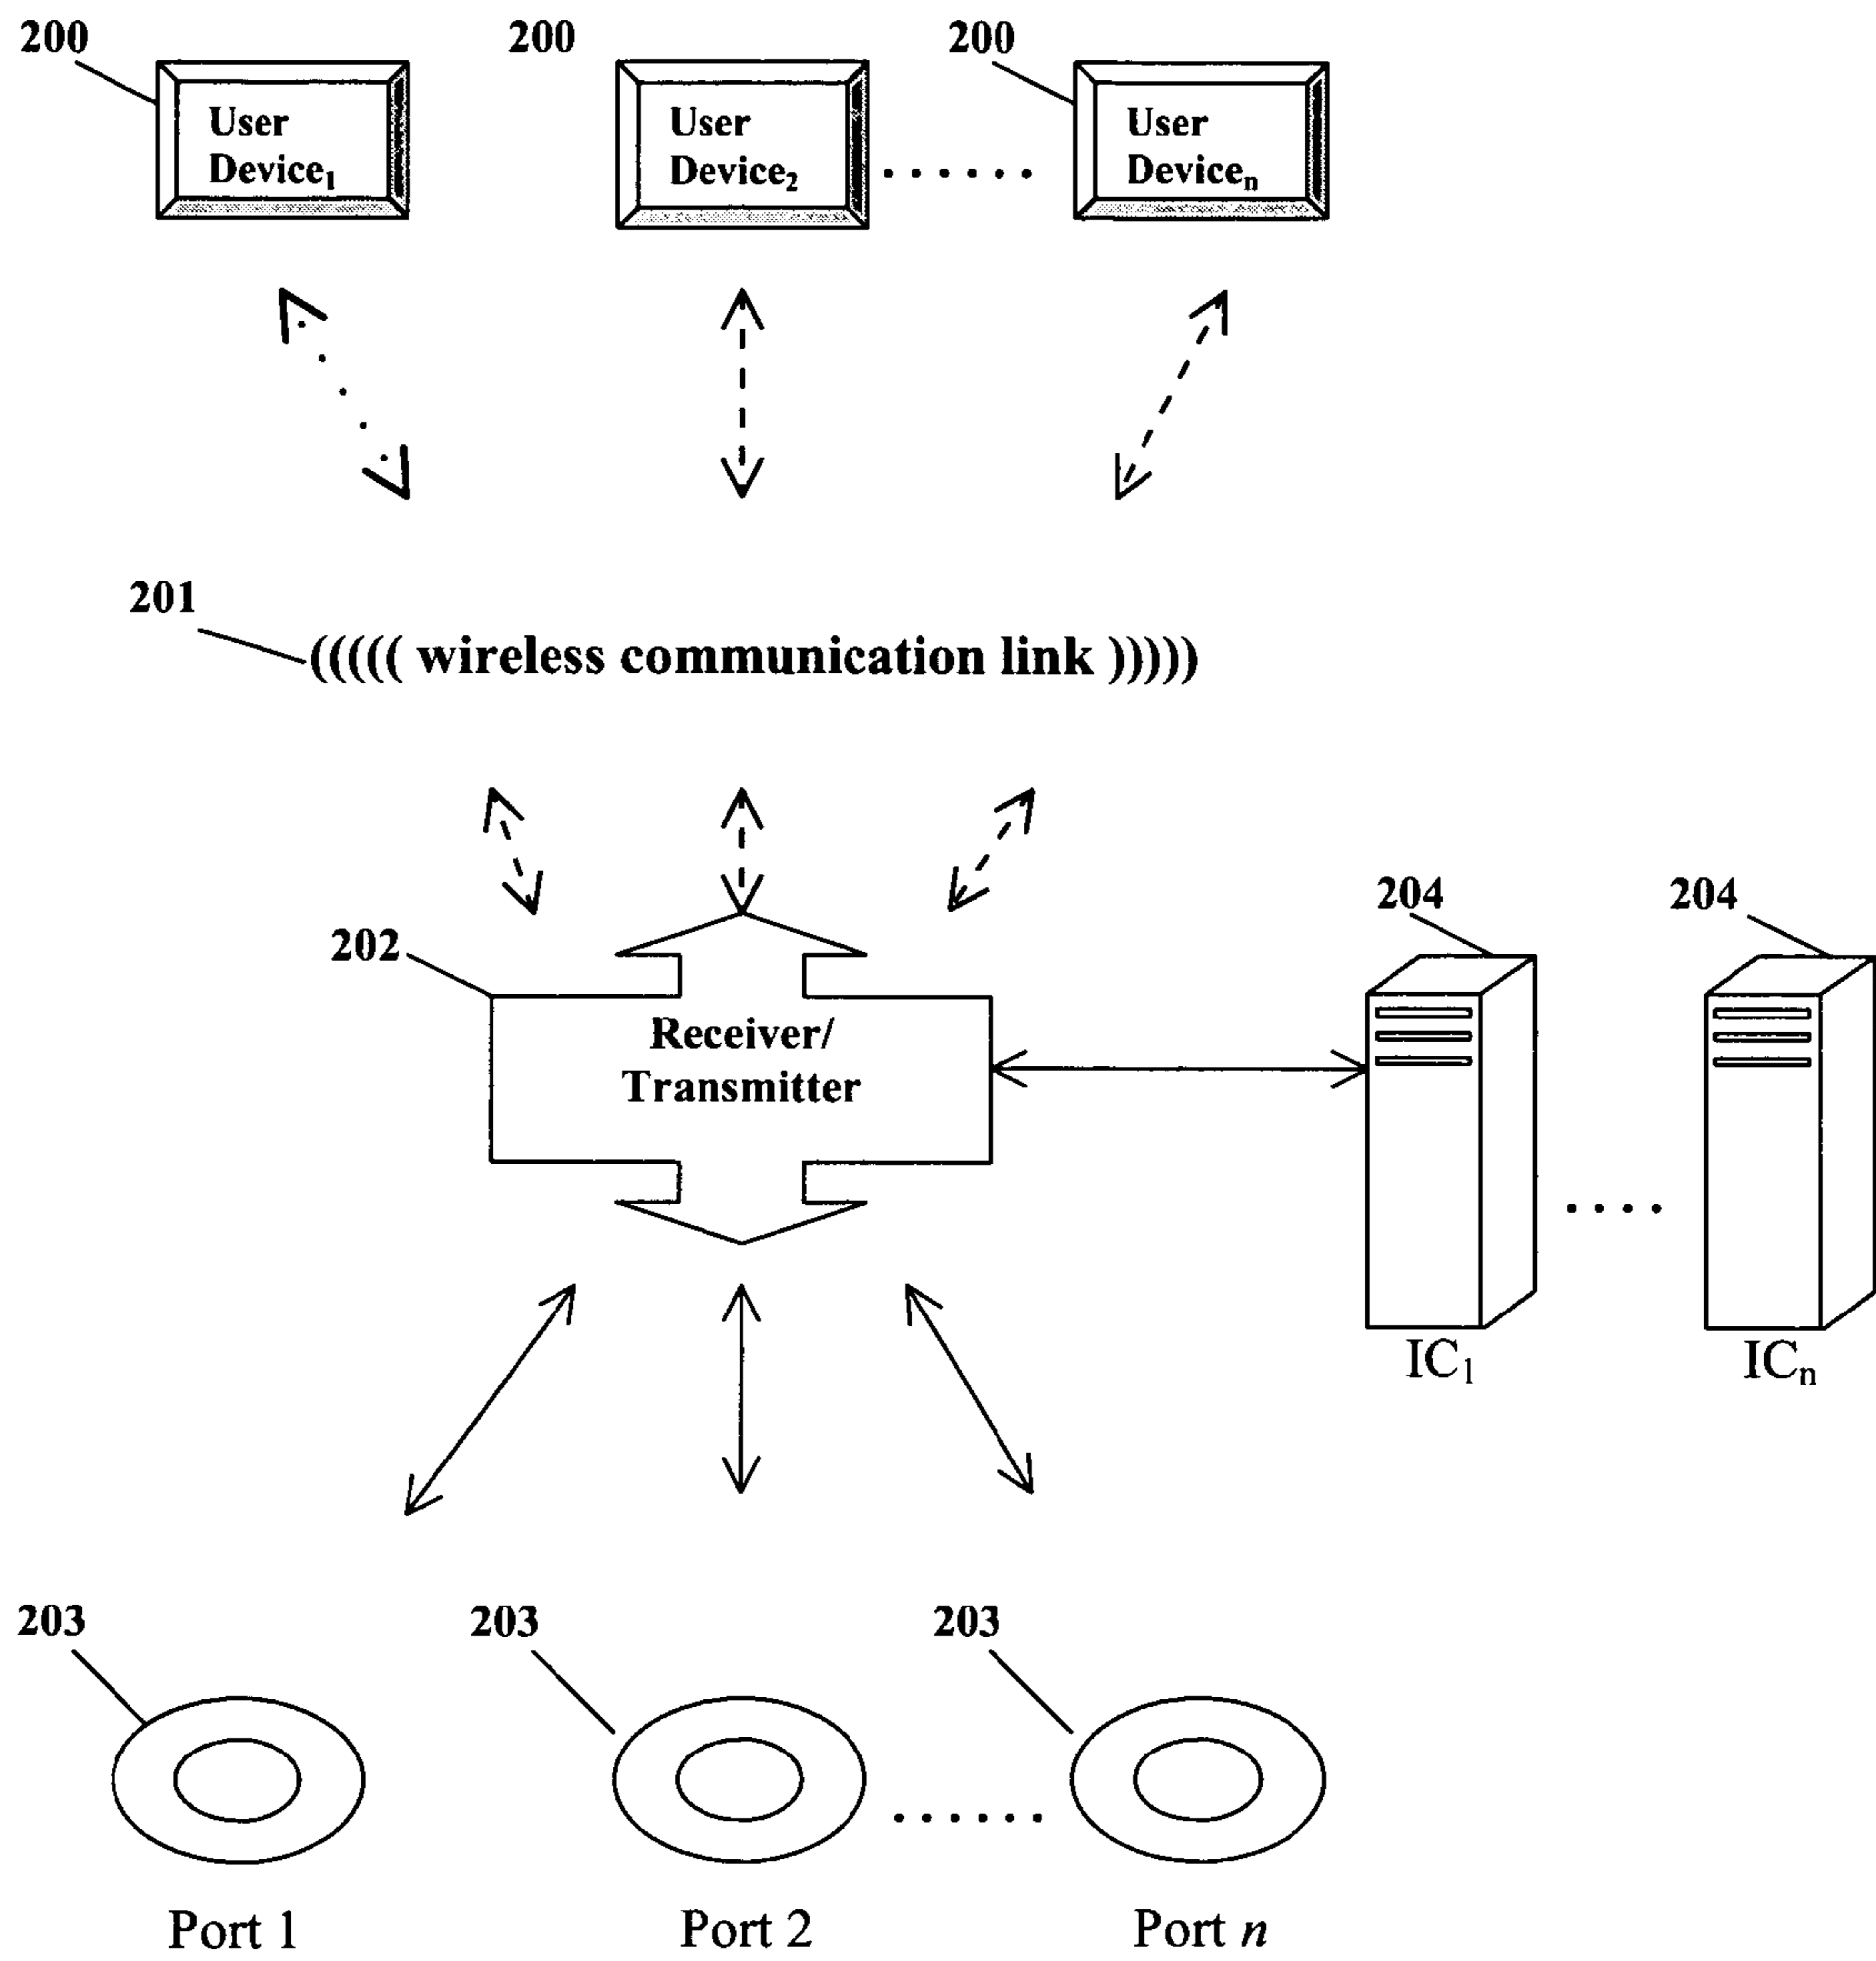 200 200 200
User Device₁
User Device₂ ......
User Deviceₙ
201
((((( wireless communication link )))))
202
204 204
Receiver/
Transmitter
....
IC₁ ICₙ
203 203 203
......
Port 1 Port 2 Port n